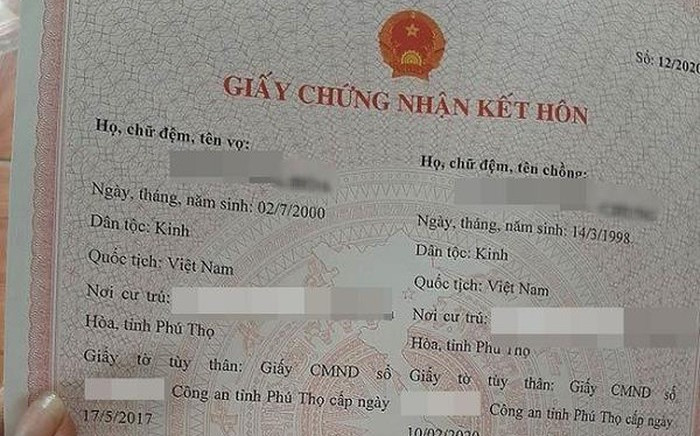 Số: 12/2020
GIẤY CHỨNG NHẬN KẾT HÔN
Họ, chữ đệm, tên vợ:
Ngày, tháng, năm sinh: 02/7/2000
Dân tộc: Kinh
Quốc tịch: Việt Nam
Nơi cư trú:
Hòa, tỉnh Phú Thọ
Giấy tờ tùy thân: Giấy CMND số
Công an tỉnh Phú Thọ cấp ngày
17/5/2017
Họ, chữ đệm, tên chồng:
Ngày, tháng, năm sinh: 14/3/1998
Dân tộc: Kinh
Quốc tịch: Việt Nam
Nơi cư trú:
Hòa, tỉnh Phú Thọ
Giấy tờ tùy thân: Giấy CMND số
Công an tỉnh Phú Thọ cấp ngày
10/02/2020